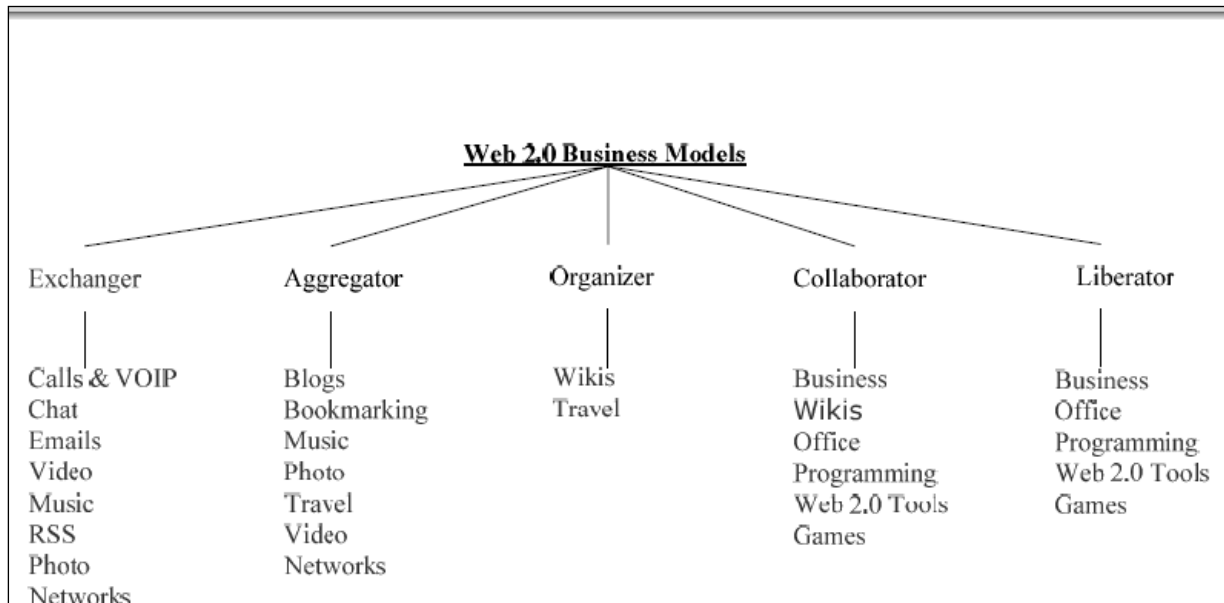 Web 2.0 Business Models
Exchanger
Calls & VOIP
Chat
Emails
Video
Music
RSS
Photo
Networks
Aggregator
Blogs
Bookmarking
Music
Photo
Travel
Video
Networks
Organizer
Wikis
Travel
Collaborator
Business
Wikis
Office
Programming
Web 2.0 Tools
Games
Liberator
Business
Office
Programming
Web 2.0 Tools
Games